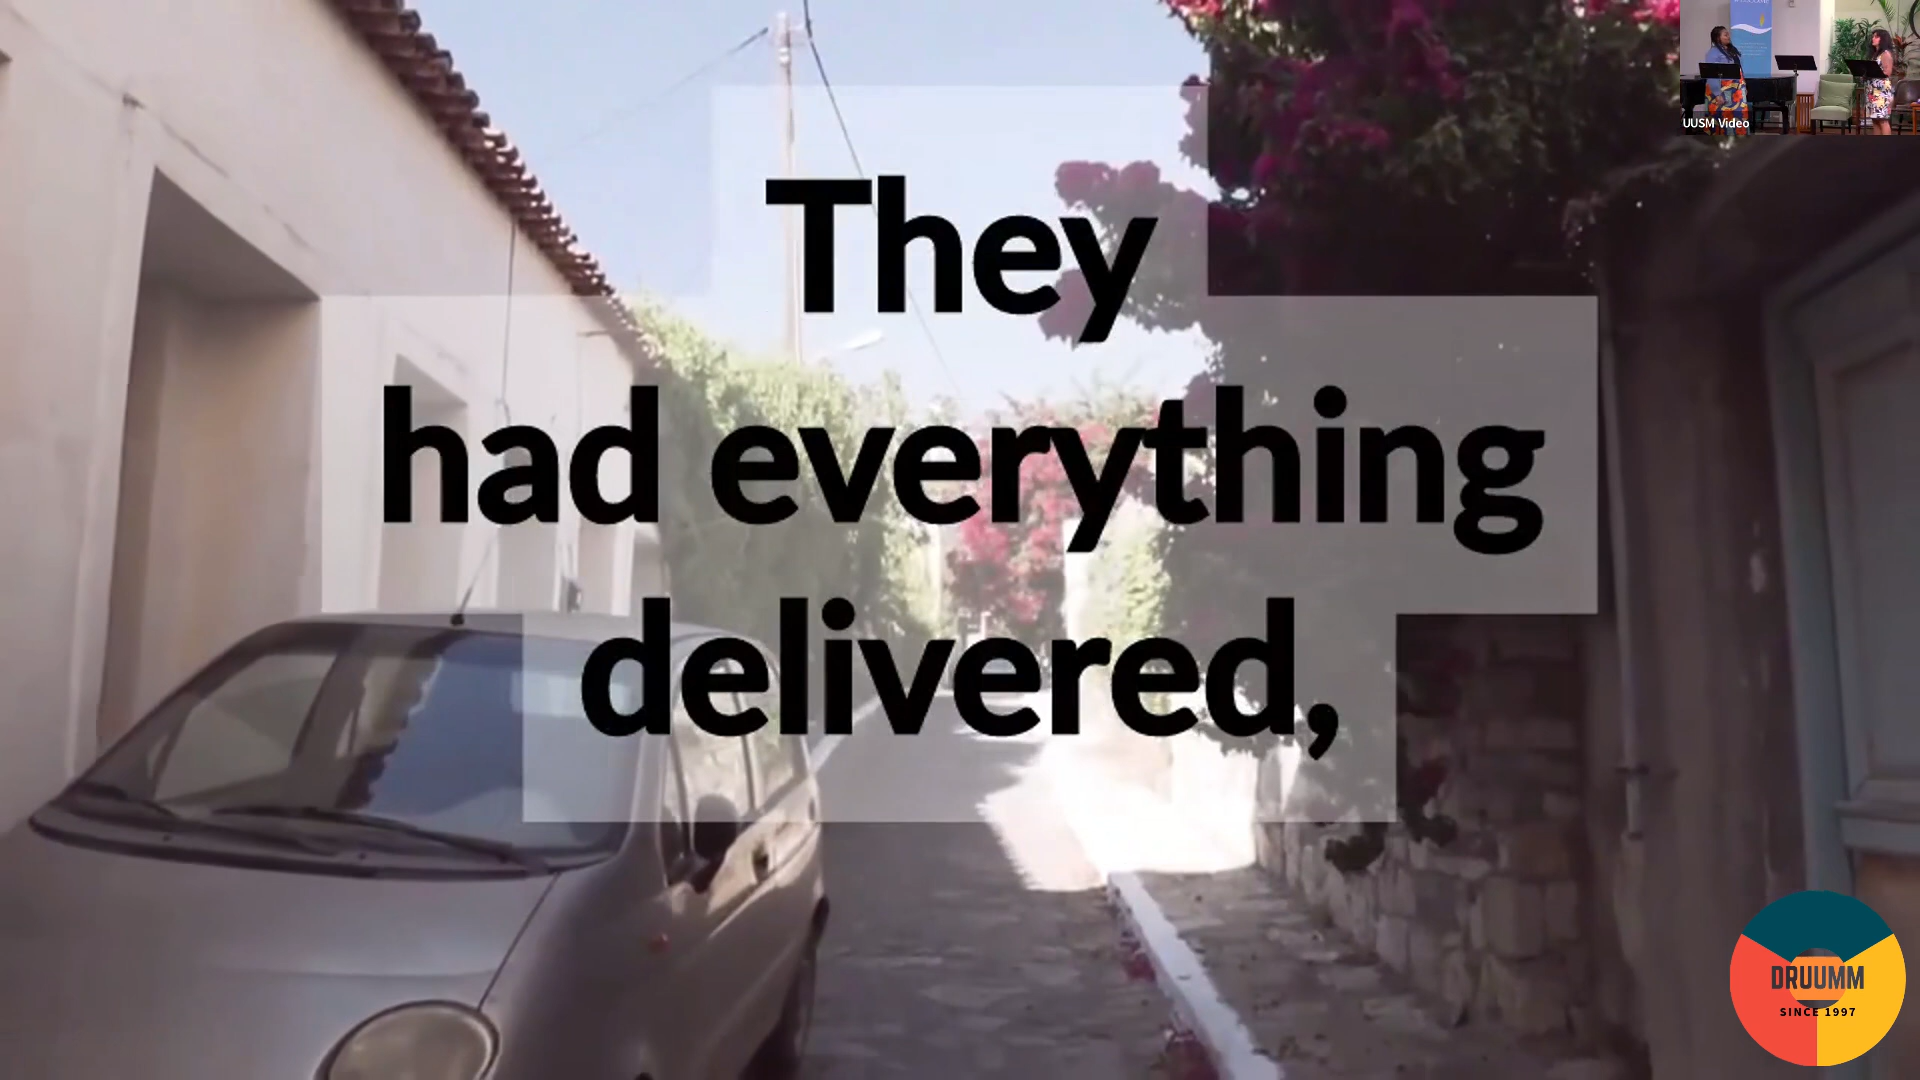 They
had everything
delivered,
UUSM Video
DRUUMM
SINCE 1997